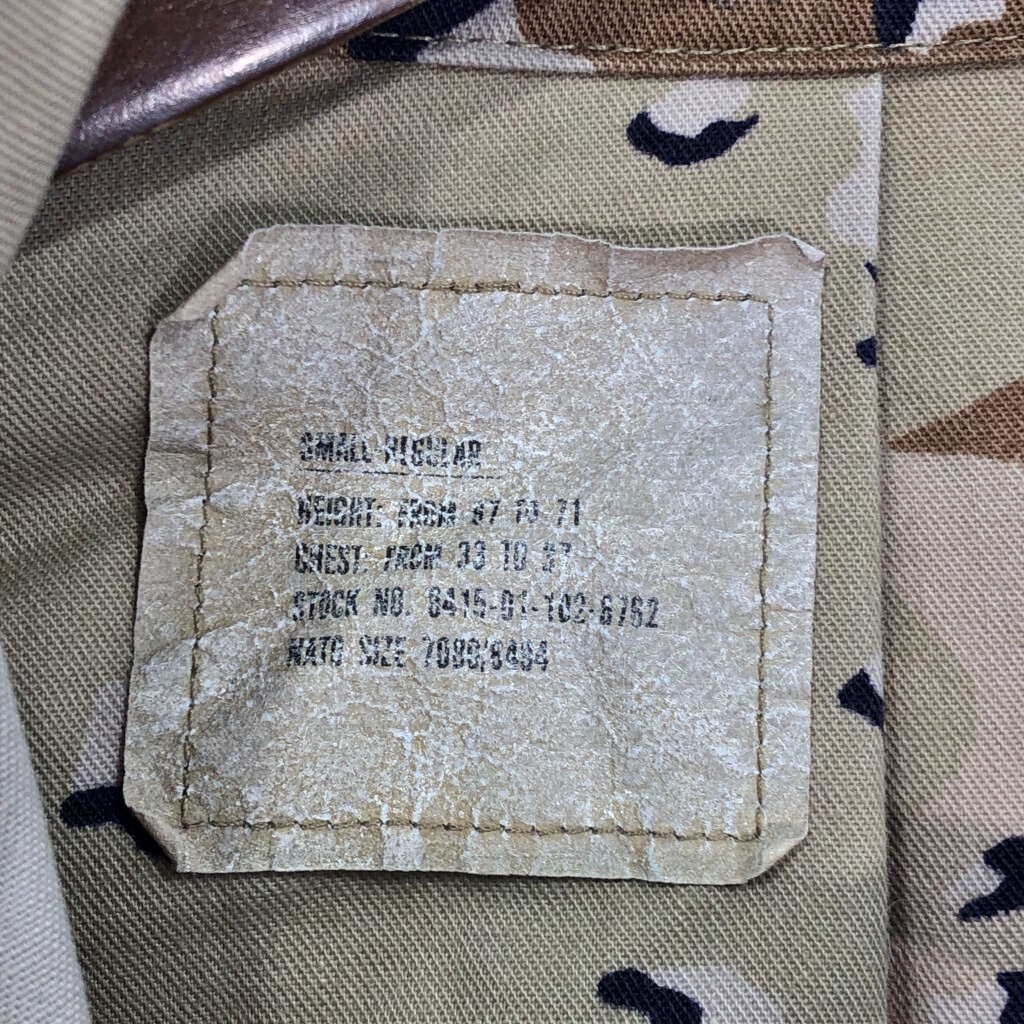 SMALL-REGULAR
HEIGHT: FROM 67 TO 71
CHEST: FROM 33 TO 37
STOCK NO. 8415-01-102-6762
NATO SIZE 7080/8494